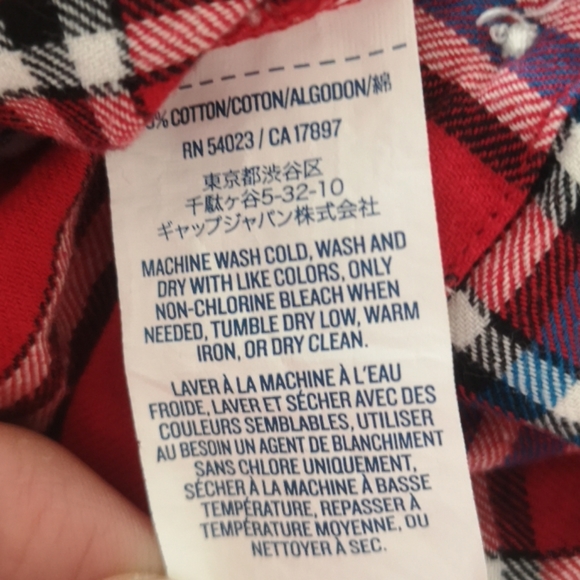 % COTTON/COTON/ALGODON/綿
RN 54023 / CA 17897
東京都渋谷区
千駄ヶ谷5-32-10
ギャップジャパン株式会社
MACHINE WASH COLD, WASH AND
DRY WITH LIKE COLORS, ONLY
NON-CHLORINE BLEACH WHEN
NEEDED, TUMBLE DRY LOW, WARM
IRON, OR DRY CLEAN.
LAVER À LA MACHINE À L'EAU
FROIDE, LAVER ET SÉCHER AVEC DES
COULEURS SEMBLABLES, UTILISER
AU BESOIN UN AGENT DE BLANCHIMENT
SANS CHLORE UNIQUEMENT,
SÉCHER À LA MACHINE À BASSE
TEMPÉRATURE, REPASSER À
TEMPÉRATURE MOYENNE, OU
NETTOYER À SEC.